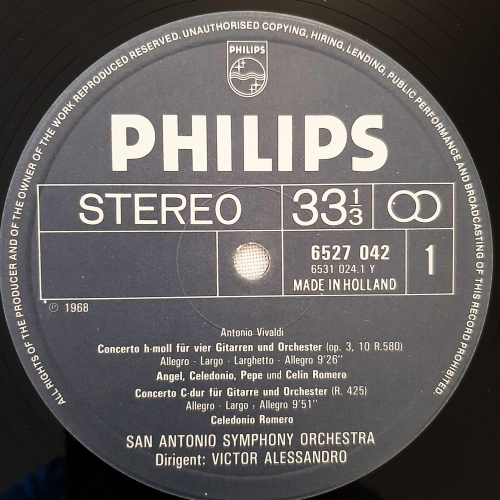 ALL RIGHTS OF THE PRODUCER AND OF THE OWNER OF THE WORK REPRODUCED RESERVED. UNAUTHORISED COPYING, HIRING, LENDING, PUBLIC PERFORMANCE AND BROADCASTING OF THIS RECORD PROHIBITED.
PHILIPS
PHILIPS
STEREO
33 1/3
6527 042
6531 024.1 Y
MADE IN HOLLAND
1
℗ 1968
Antonio Vivaldi
Concerto h-moll für vier Gitarren und Orchester (op. 3, 10 R.580)
Allegro - Largo - Larghetto - Allegro 9'26"
Angel, Celedonio, Pepe und Celín Romero
Concerto C-dur für Gitarre und Orchester (R. 425)
Allegro - Largo - Allegro 9'51"
Celedonio Romero
SAN ANTONIO SYMPHONY ORCHESTRA
Dirigent: VICTOR ALESSANDRO